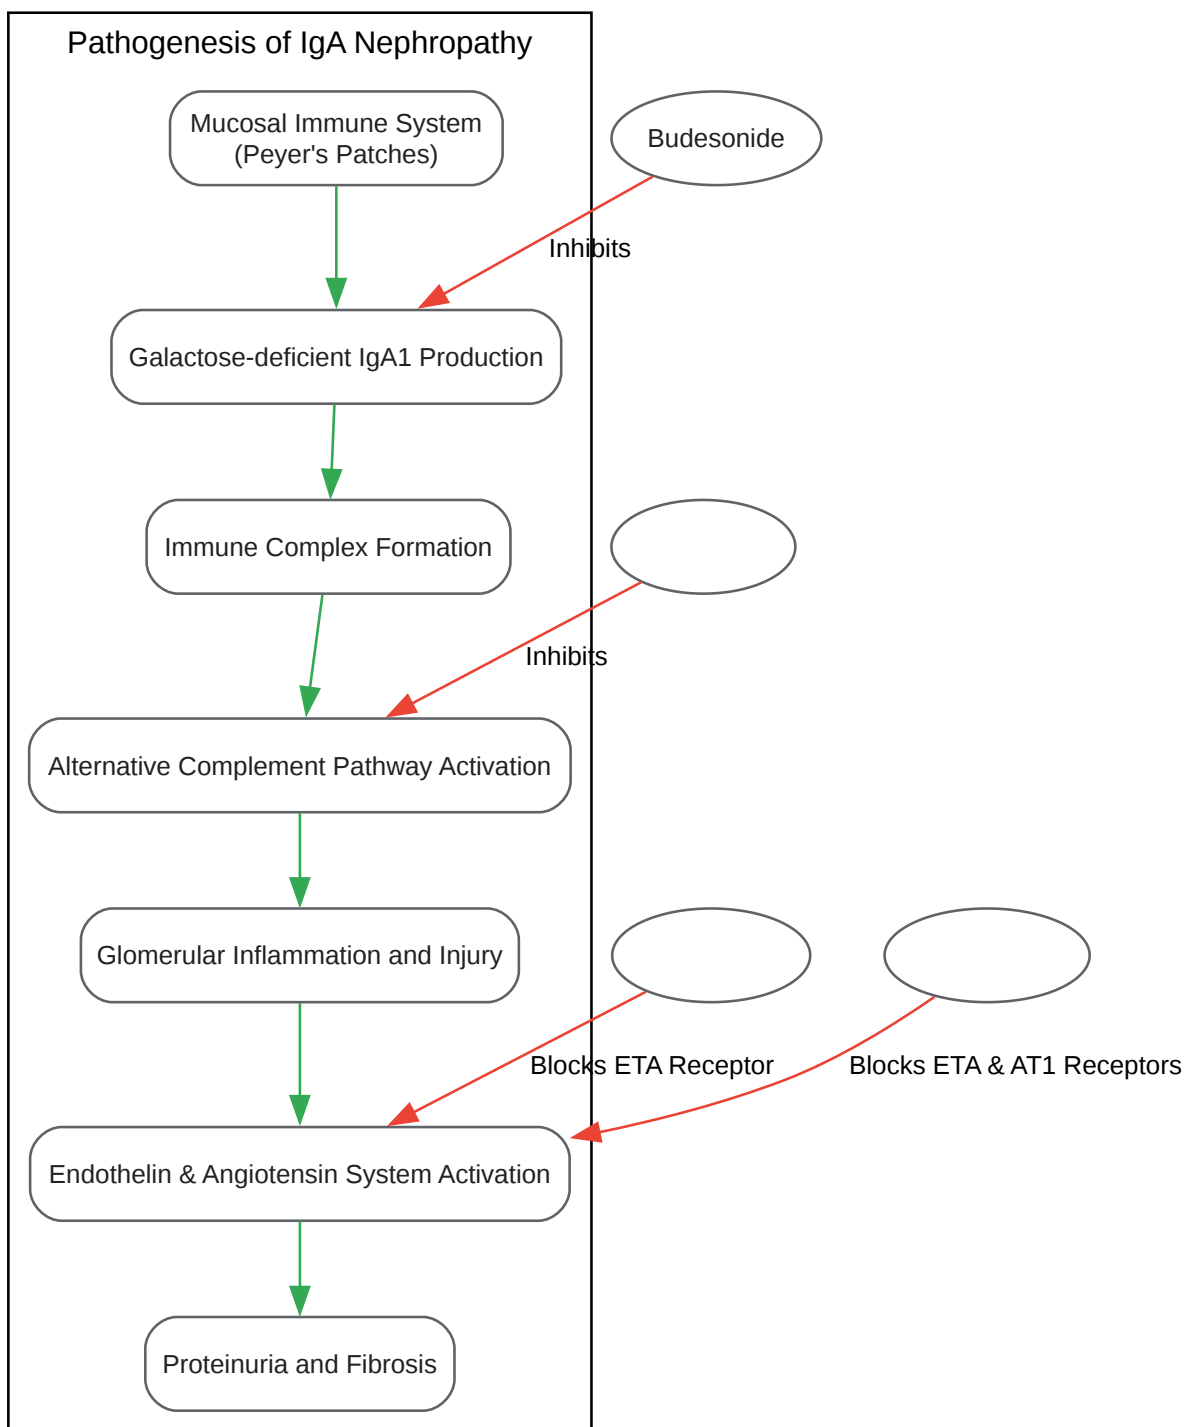 Pathogenesis of IgA Nephropathy
Mucosal Immune System
(Peyer's Patches)
Budesonide
Inhibits
Galactose-deficient IgA1 Production
Immune Complex Formation
Inhibits
Alternative Complement Pathway Activation
Glomerular Inflammation and Injury
Blocks ETA Receptor
Blocks ETA & AT1 Receptors
Endothelin & Angiotensin System Activation
Proteinuria and Fibrosis